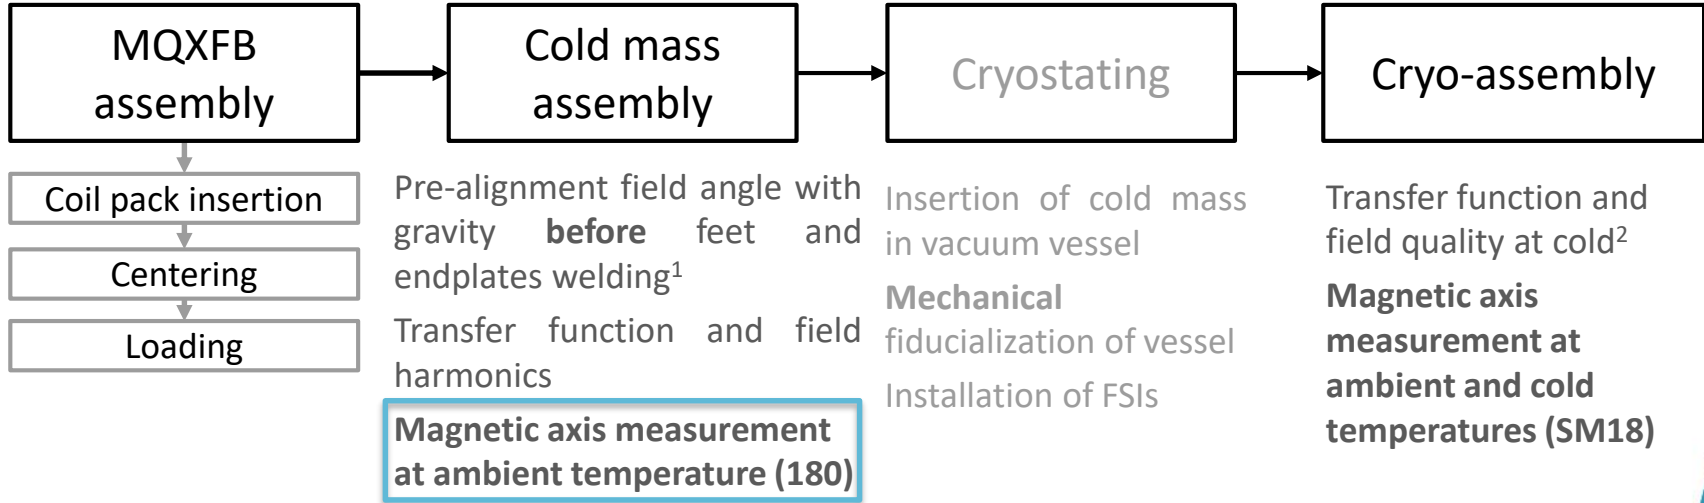 MQXFB
assembly
Cold mass
assembly
Cryostating
Cryo-assembly
Coil pack insertion
Centering
Loading
Pre-alignment field angle with
gravity before feet and
endplates welding¹
Transfer function and field
harmonics
Magnetic axis measurement
at ambient temperature (180)
Insertion of cold mass
in vacuum vessel
Mechanical
fiducialization of vessel
Installation of FSIs
Transfer function and
field quality at cold²
Magnetic axis
measurement at
ambient and cold
temperatures (SM18)